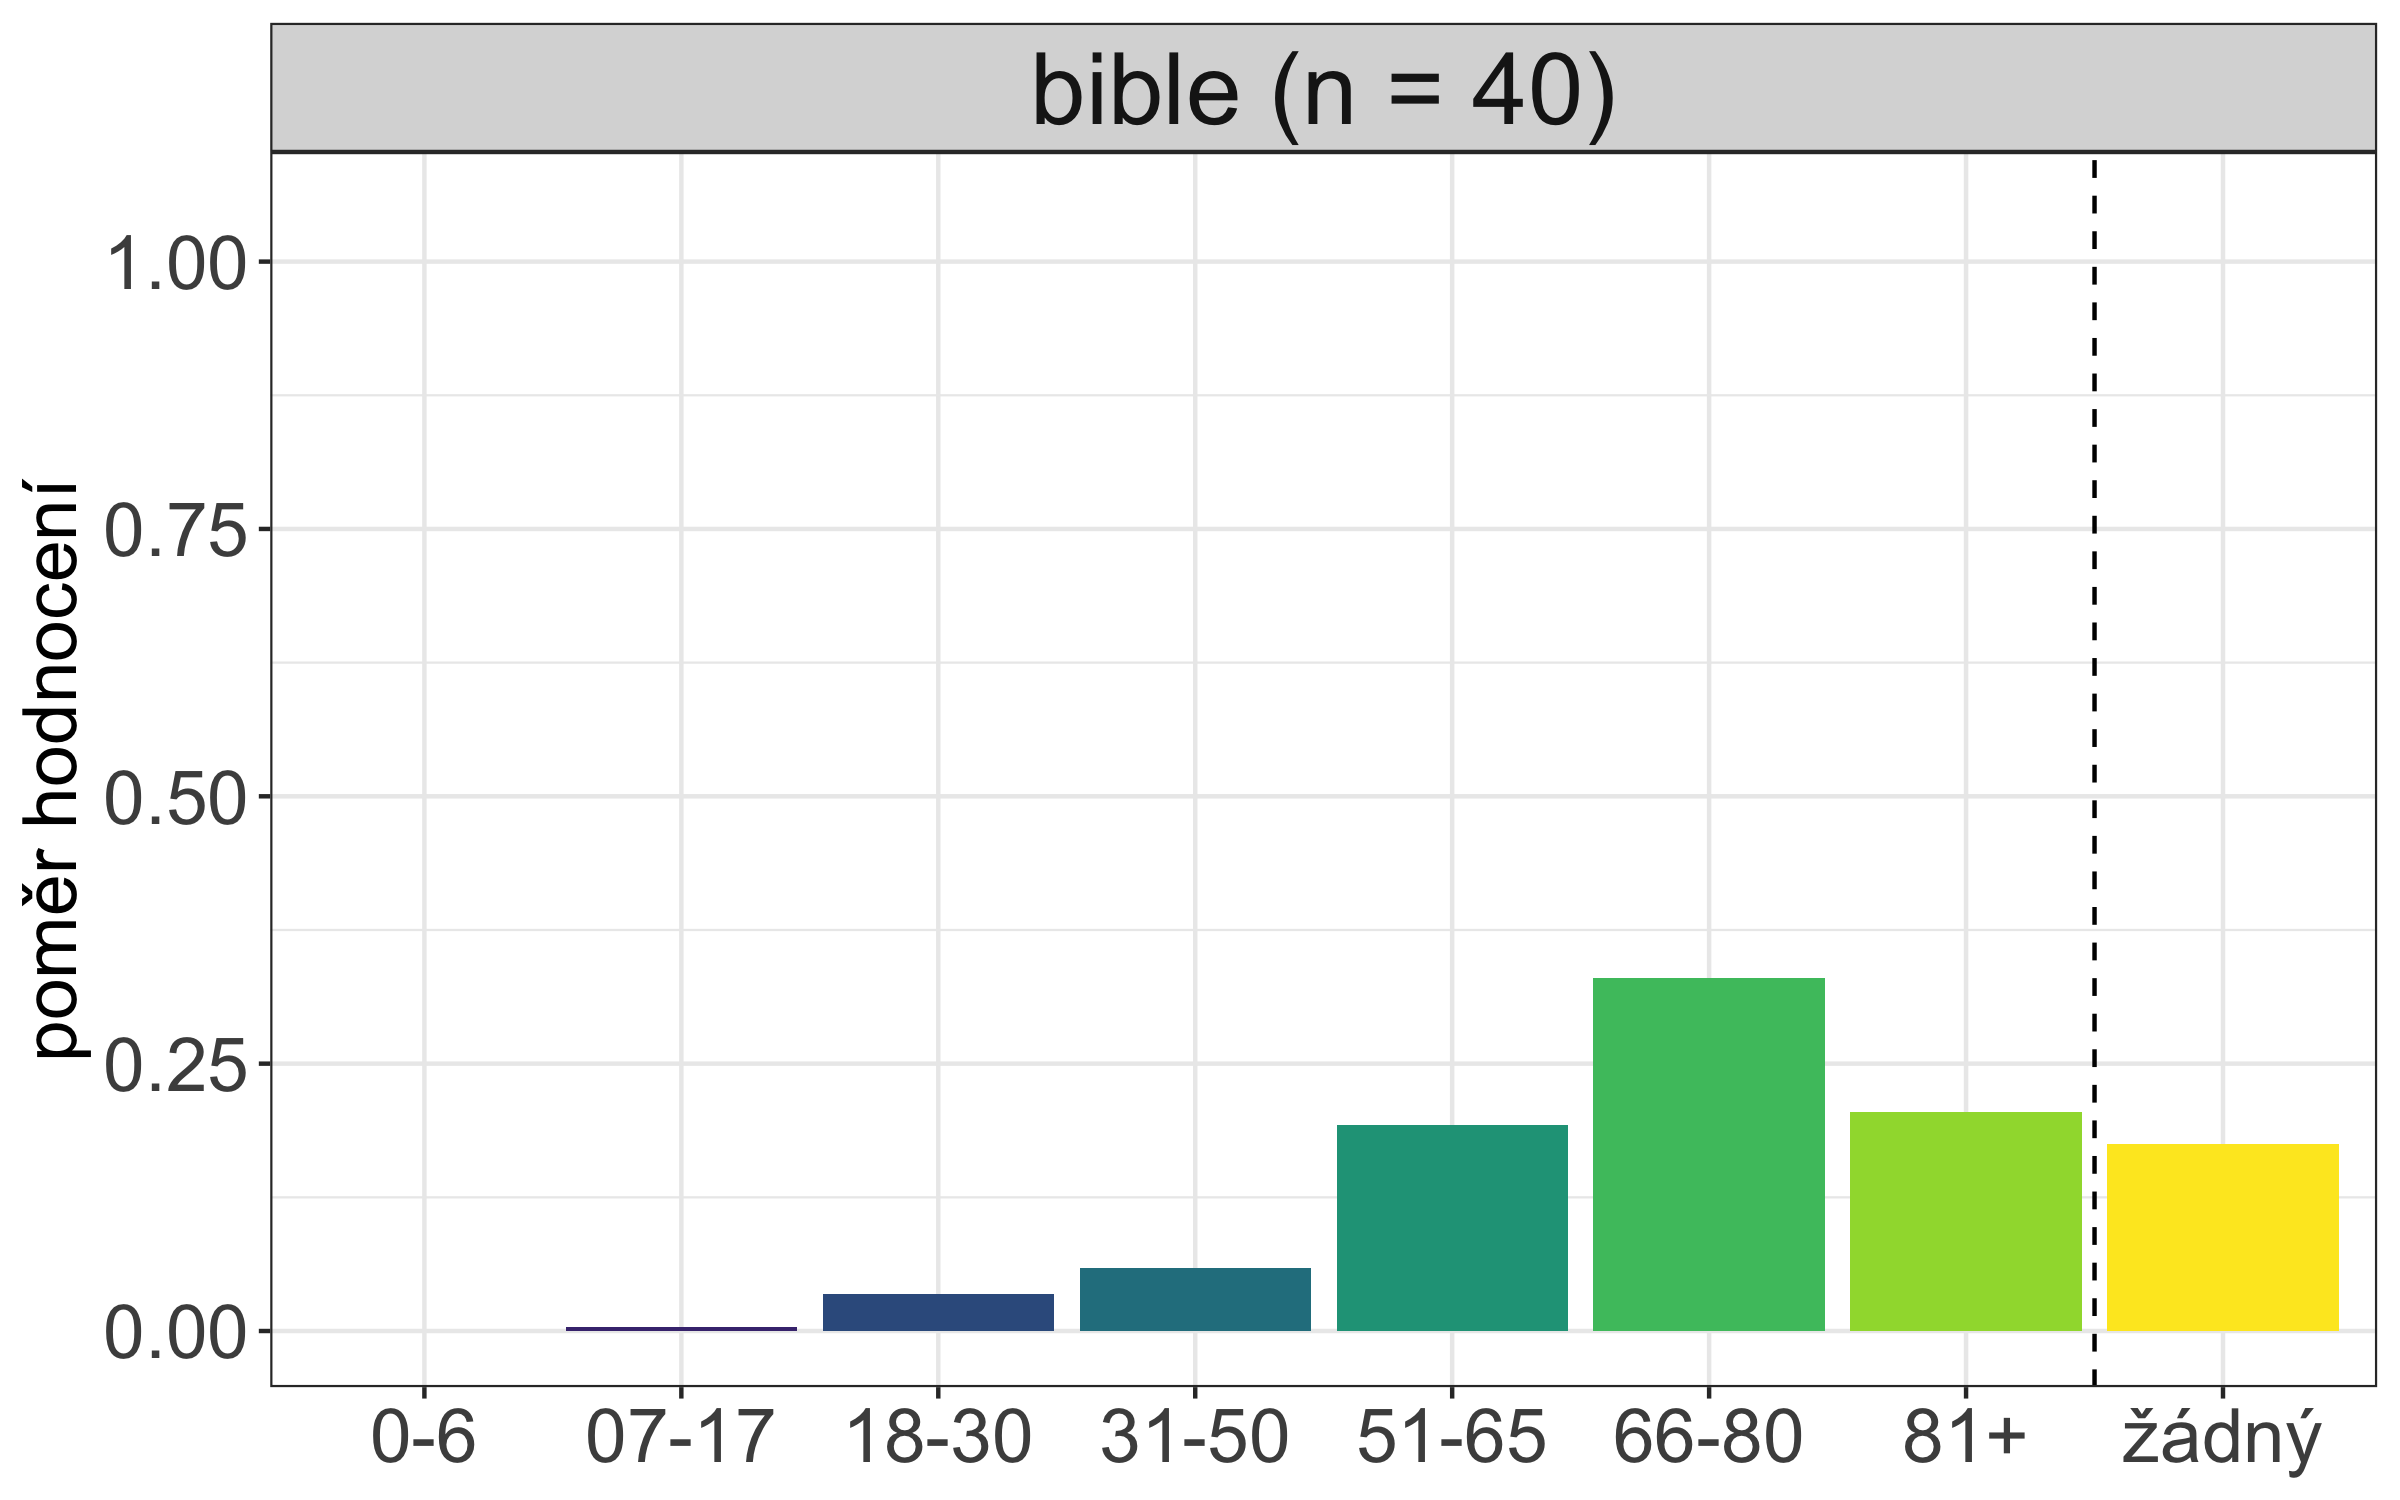 bible (n = 40)
poměr hodnocení
1.00
0.75
0.50
0.25
0.00
0-6 07-17 18-30 31-50 51-65 66-80 81+ žádný